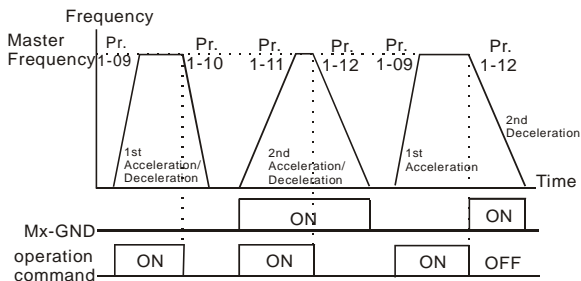 Frequency
Master Frequency
Pr. 1-09
Pr. 1-10
Pr. 1-11
Pr. 1-12
Pr. 1-09
Pr. 1-12
1st Acceleration/ Deceleration
2nd Acceleration/ Deceleration
1st Acceleration
2nd Deceleration
Time
Mx-GND
ON
ON
operation command
ON
ON
ON
OFF